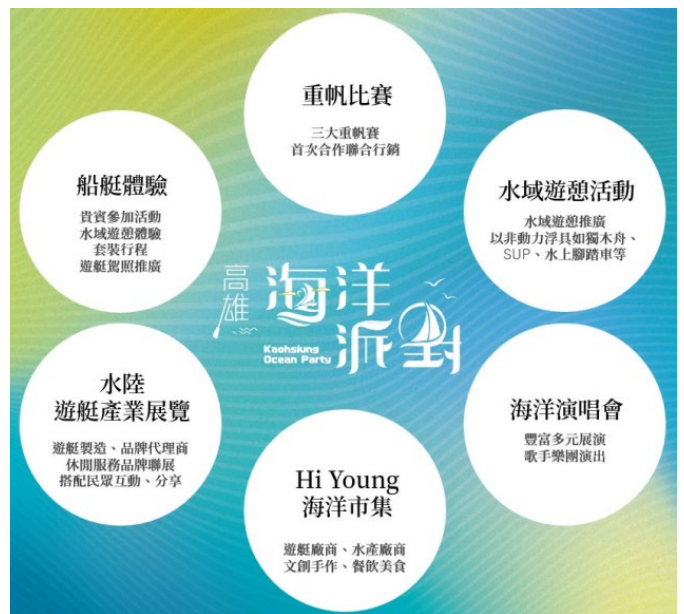 重帆比賽
三大重帆賽
首次合作聯合行銷
船艇體驗
貴賓參加活動
水域遊憩體驗
套裝行程
遊艇駕照推廣
水域遊憩活動
水域遊憩推廣
以非動力浮具如獨木舟、
SUP、水上腳踏車等
高雄
海洋
派對
Kaohsiung
Ocean Party
水陸
遊艇產業展覽
遊艇製造、品牌代理商
休閒服務品牌聯展
搭配民眾互動、分享
海洋演唱會
豐富多元展演
歌手樂團演出
Hi Young
海洋市集
遊艇廠商、水產廠商
文創手作、餐飲美食